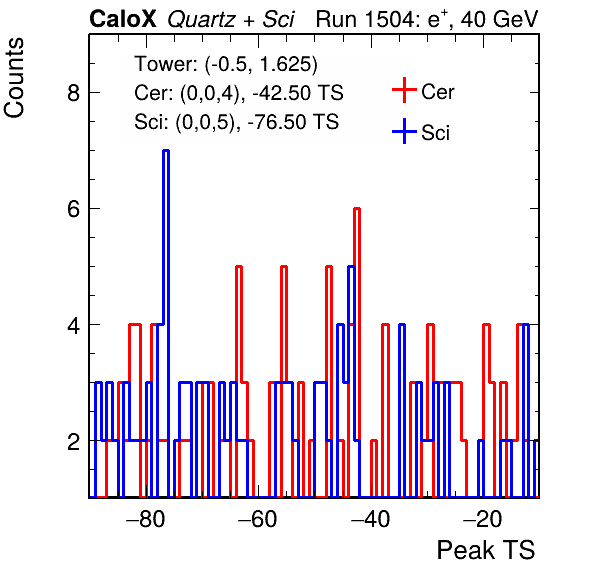 CaloX Quartz + Sci Run 1504: e+, 40 GeV
Counts
Tower: (-0.5, 1.625)
Cer: (0,0,4), -42.50 TS
Sci: (0,0,5), -76.50 TS
Cer
Sci
8
6
4
2
−80 −60 −40 −20
Peak TS